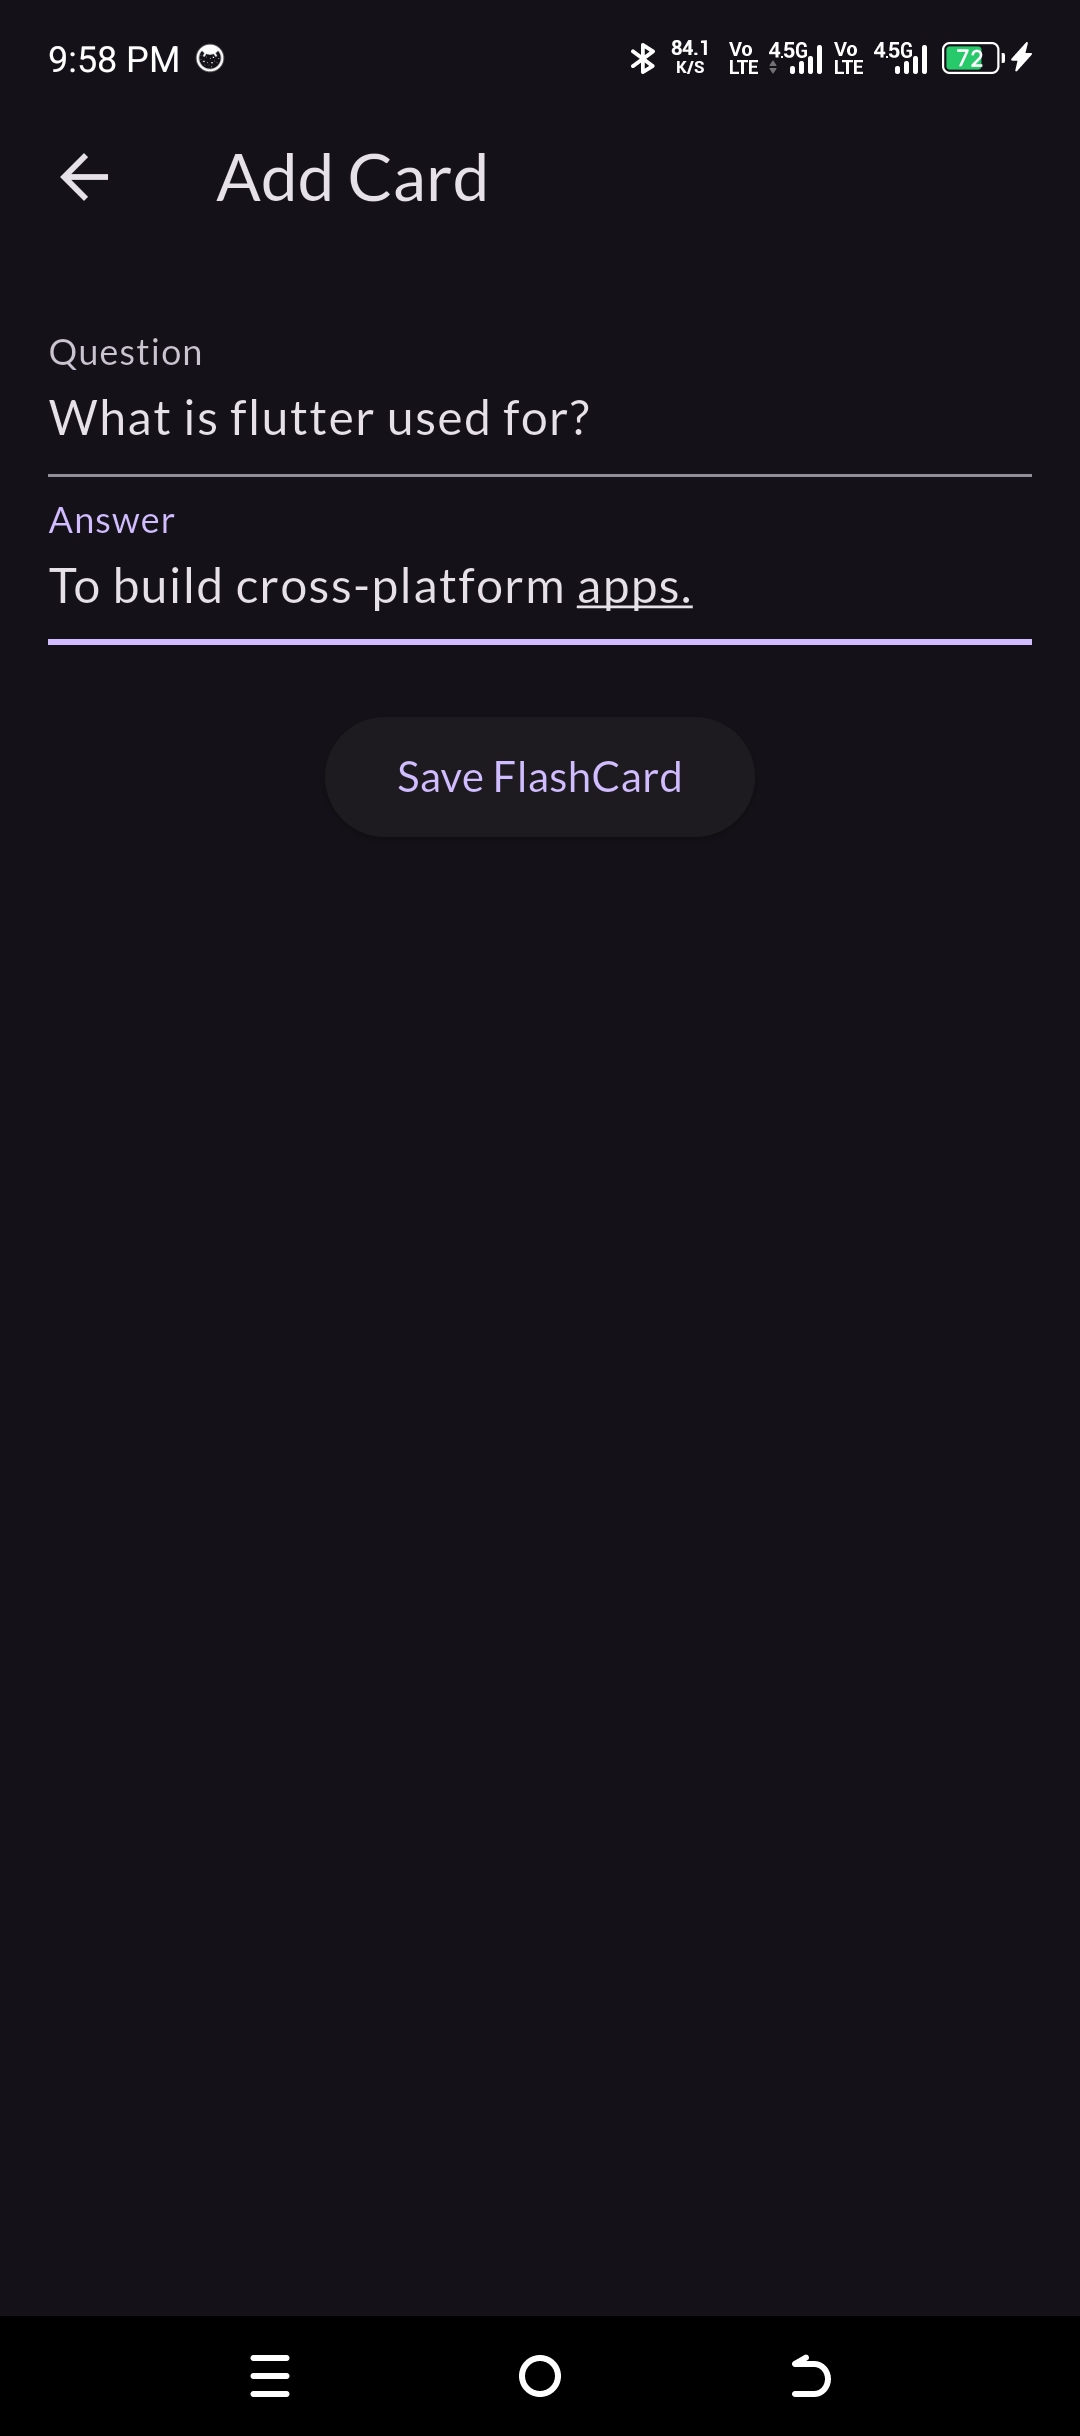 9:58 PM
84.1 K/S Vo LTE 4.5G Vo LTE 4.5G 72
Add Card
Question
What is flutter used for?
Answer
To build cross-platform apps.
Save FlashCard